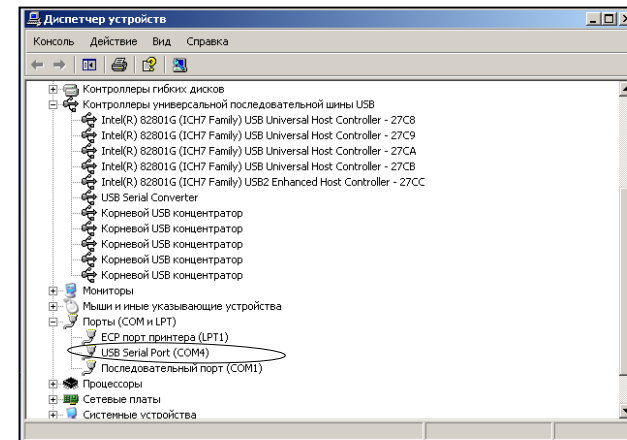 Диспетчер устройств
Консоль Действие Вид Справка
Контроллеры гибких дисков
Контроллеры универсальной последовательной шины USB
Intel(R) 82801G (ICH7 Family) USB Universal Host Controller - 27C8
Intel(R) 82801G (ICH7 Family) USB Universal Host Controller - 27C9
Intel(R) 82801G (ICH7 Family) USB Universal Host Controller - 27CA
Intel(R) 82801G (ICH7 Family) USB Universal Host Controller - 27CB
Intel(R) 82801G (ICH7 Family) USB2 Enhanced Host Controller - 27CC
USB Serial Converter
Корневой USB концентратор
Корневой USB концентратор
Корневой USB концентратор
Корневой USB концентратор
Корневой USB концентратор
Мониторы
Мыши и иные указывающие устройства
Порты (COM и LPT)
ECP порт принтера (LPT1)
USB Serial Port (COM4)
Последовательный порт (COM1)
Процессоры
Сетевые платы
Системные устройства